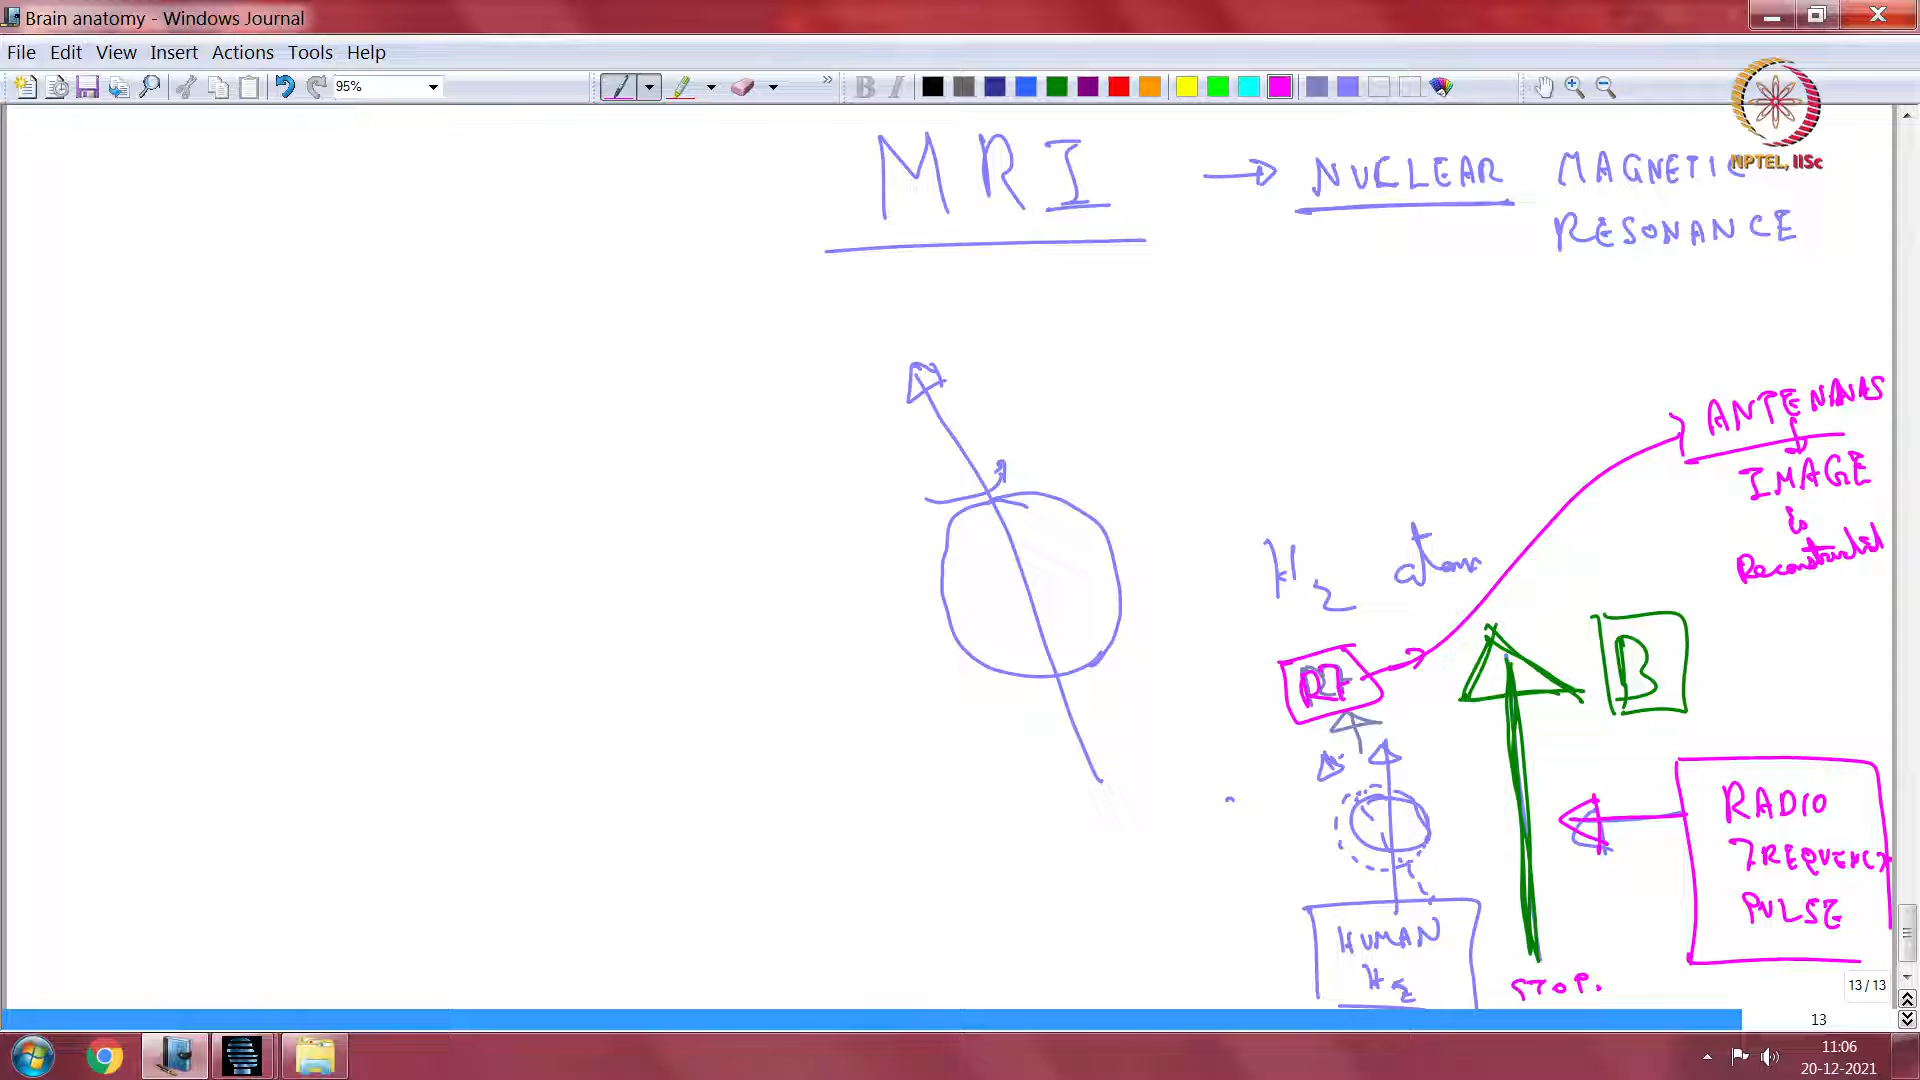 Brain anatomy - Windows Journal
File Edit View Insert Actions Tools Help
95%
NPTEL, IISc
MRI → NUCLEAR MAGNETIC
RESONANCE
ANTENNAS
IMAGE
is
Reconstructed
H2 atom
RF
B
RADIO
FREQUENCY
PULSE
HUMAN
H2
STOP.
13 / 13
13
11:06
20-12-2021